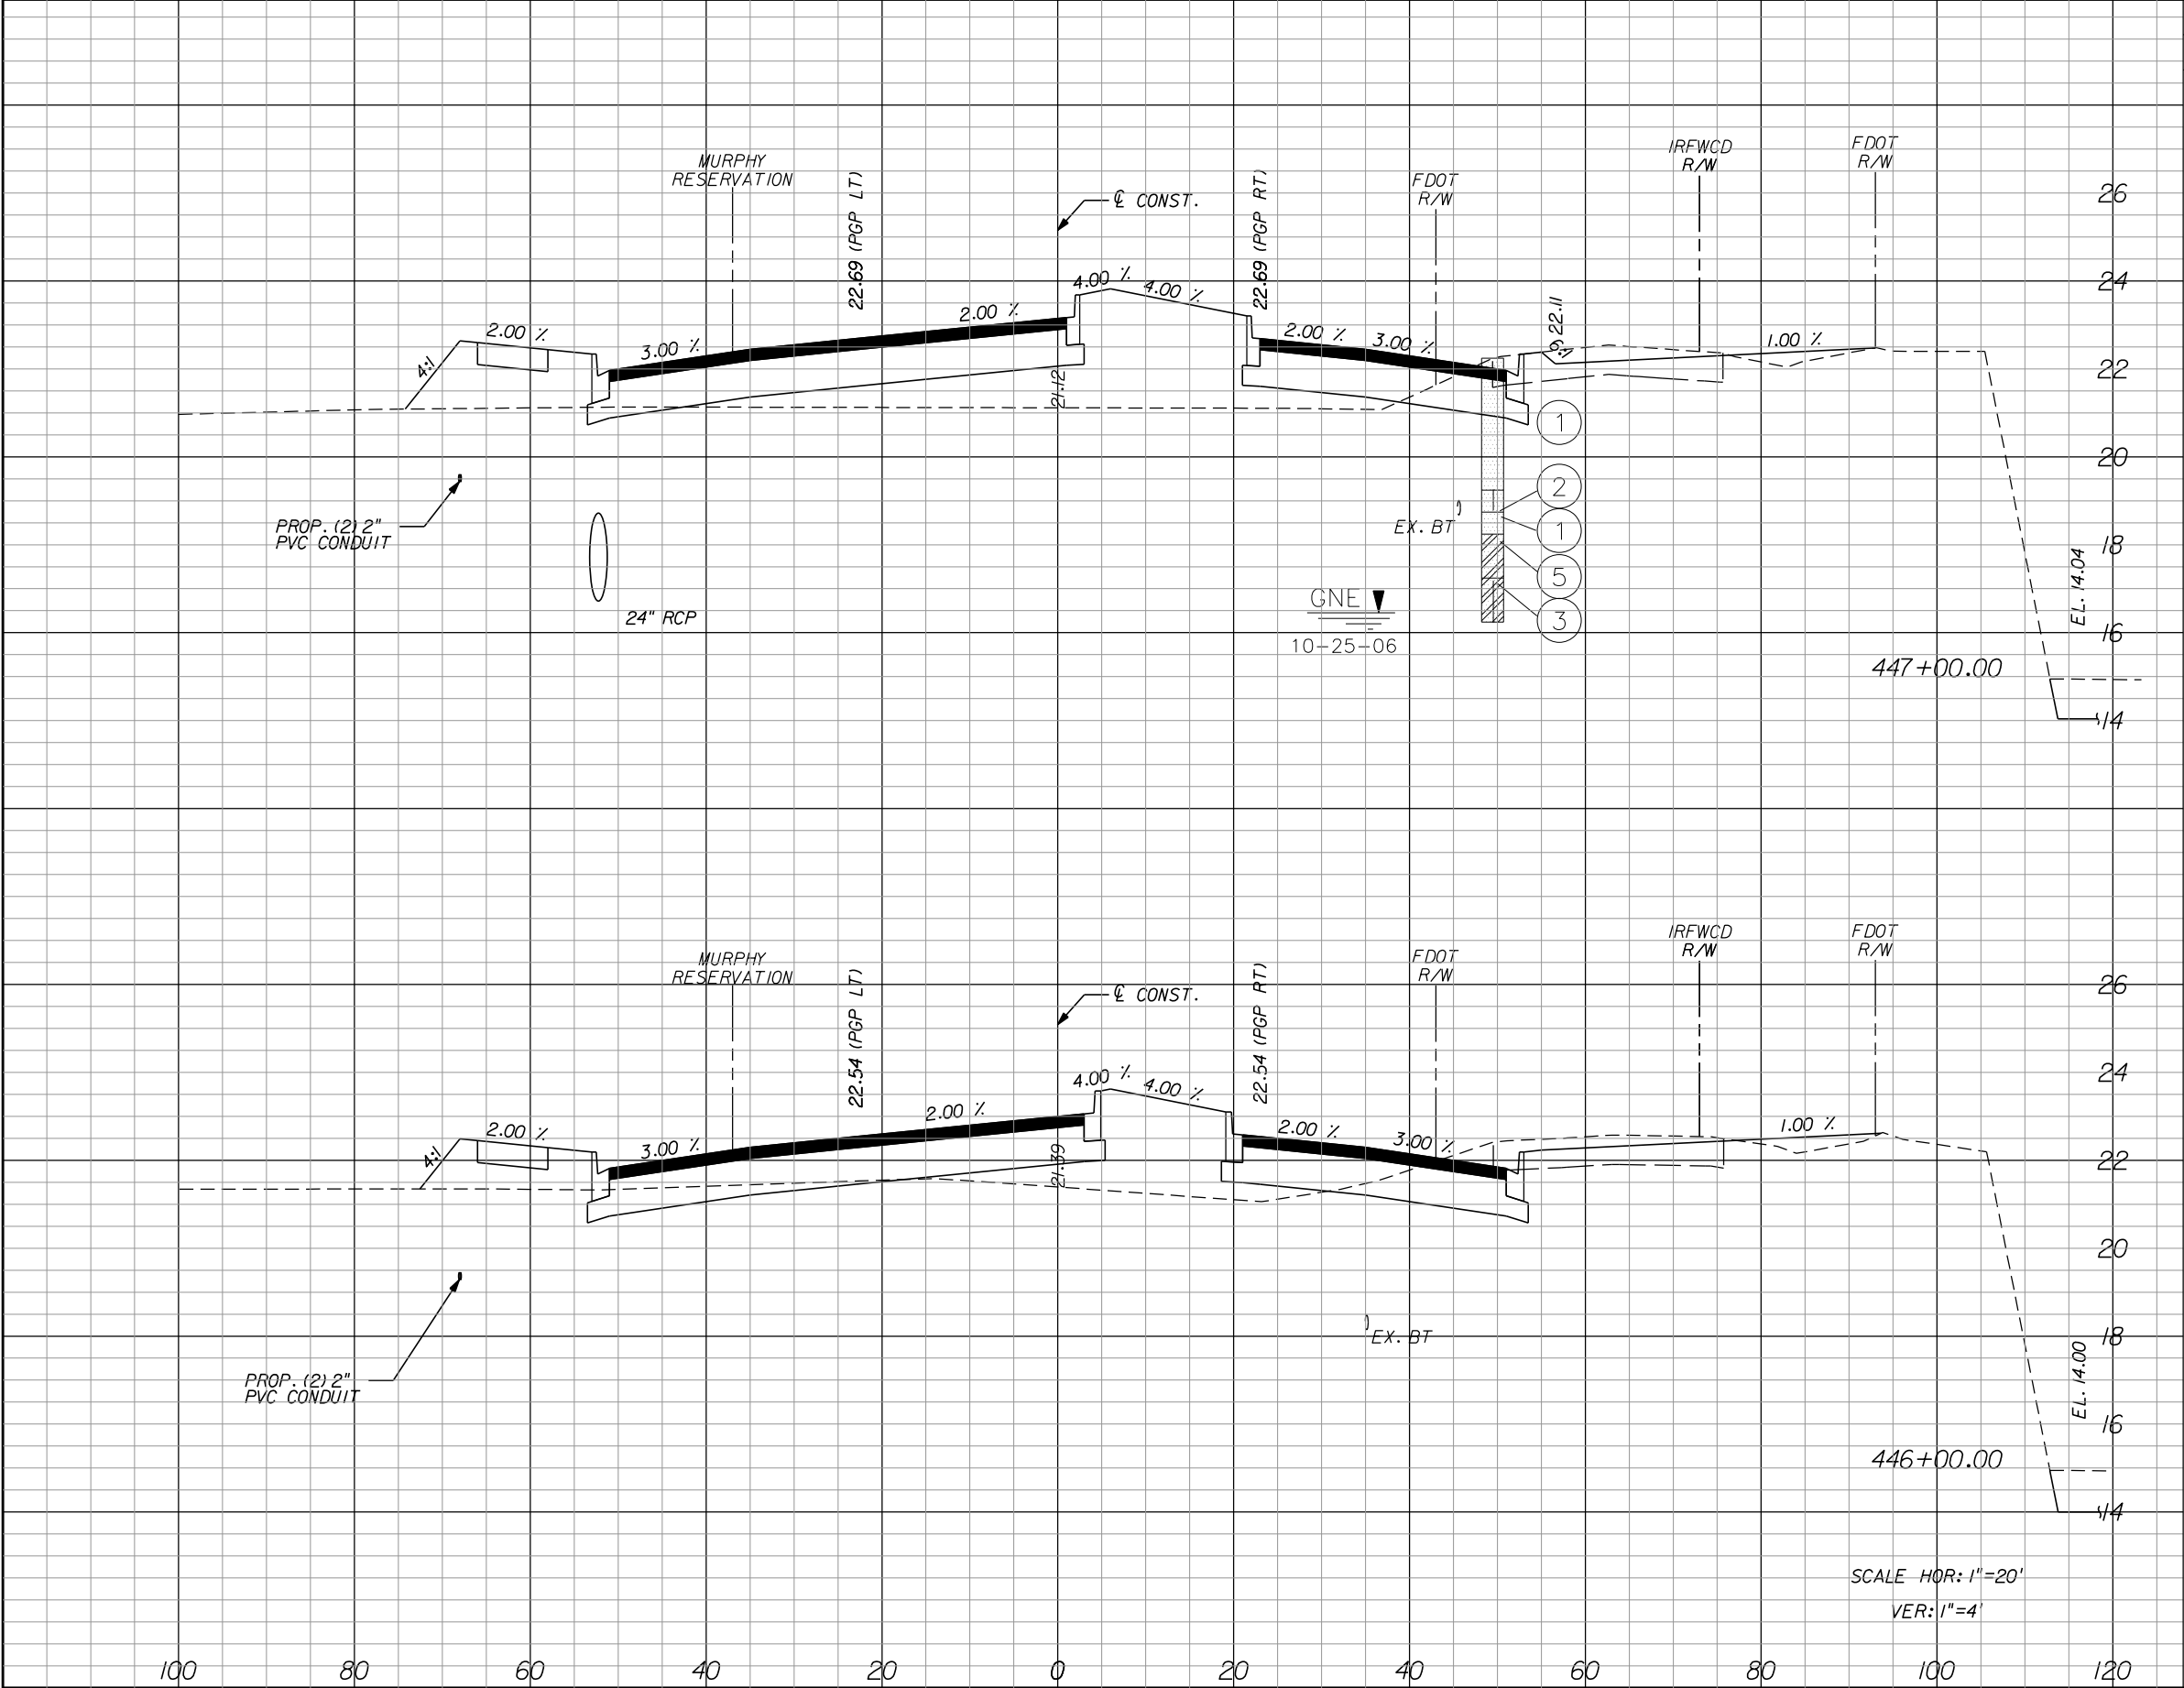 MURPHY
RESERVATION
22.69 (PGP LT)
℄ CONST.
22.69 (PGP RT)
FDOT
R/W
IRFWCD
R/W
FDOT
R/W
26
24
22
20
18
16
14
4:1
2.00 %
3.00 %
2.00 %
4.00 %
4.00 %
2.00 %
3.00 %
6:1
22.11
1.00 %
21.12
PROP. (2) 2"
PVC CONDUIT
24" RCP
EX. BT
1
2
1
5
3
GNE
10-25-06
EL. 14.04
447+00.00
MURPHY
RESERVATION
22.54 (PGP LT)
℄ CONST.
22.54 (PGP RT)
FDOT
R/W
IRFWCD
R/W
FDOT
R/W
26
24
22
20
18
16
14
4:1
2.00 %
3.00 %
2.00 %
4.00 %
4.00 %
2.00 %
3.00 %
1.00 %
21.39
PROP. (2) 2"
PVC CONDUIT
EX. BT
EL. 14.00
446+00.00
SCALE HOR: 1"=20'
VER: 1"=4'
100 80 60 40 20 0 20 40 60 80 100 120